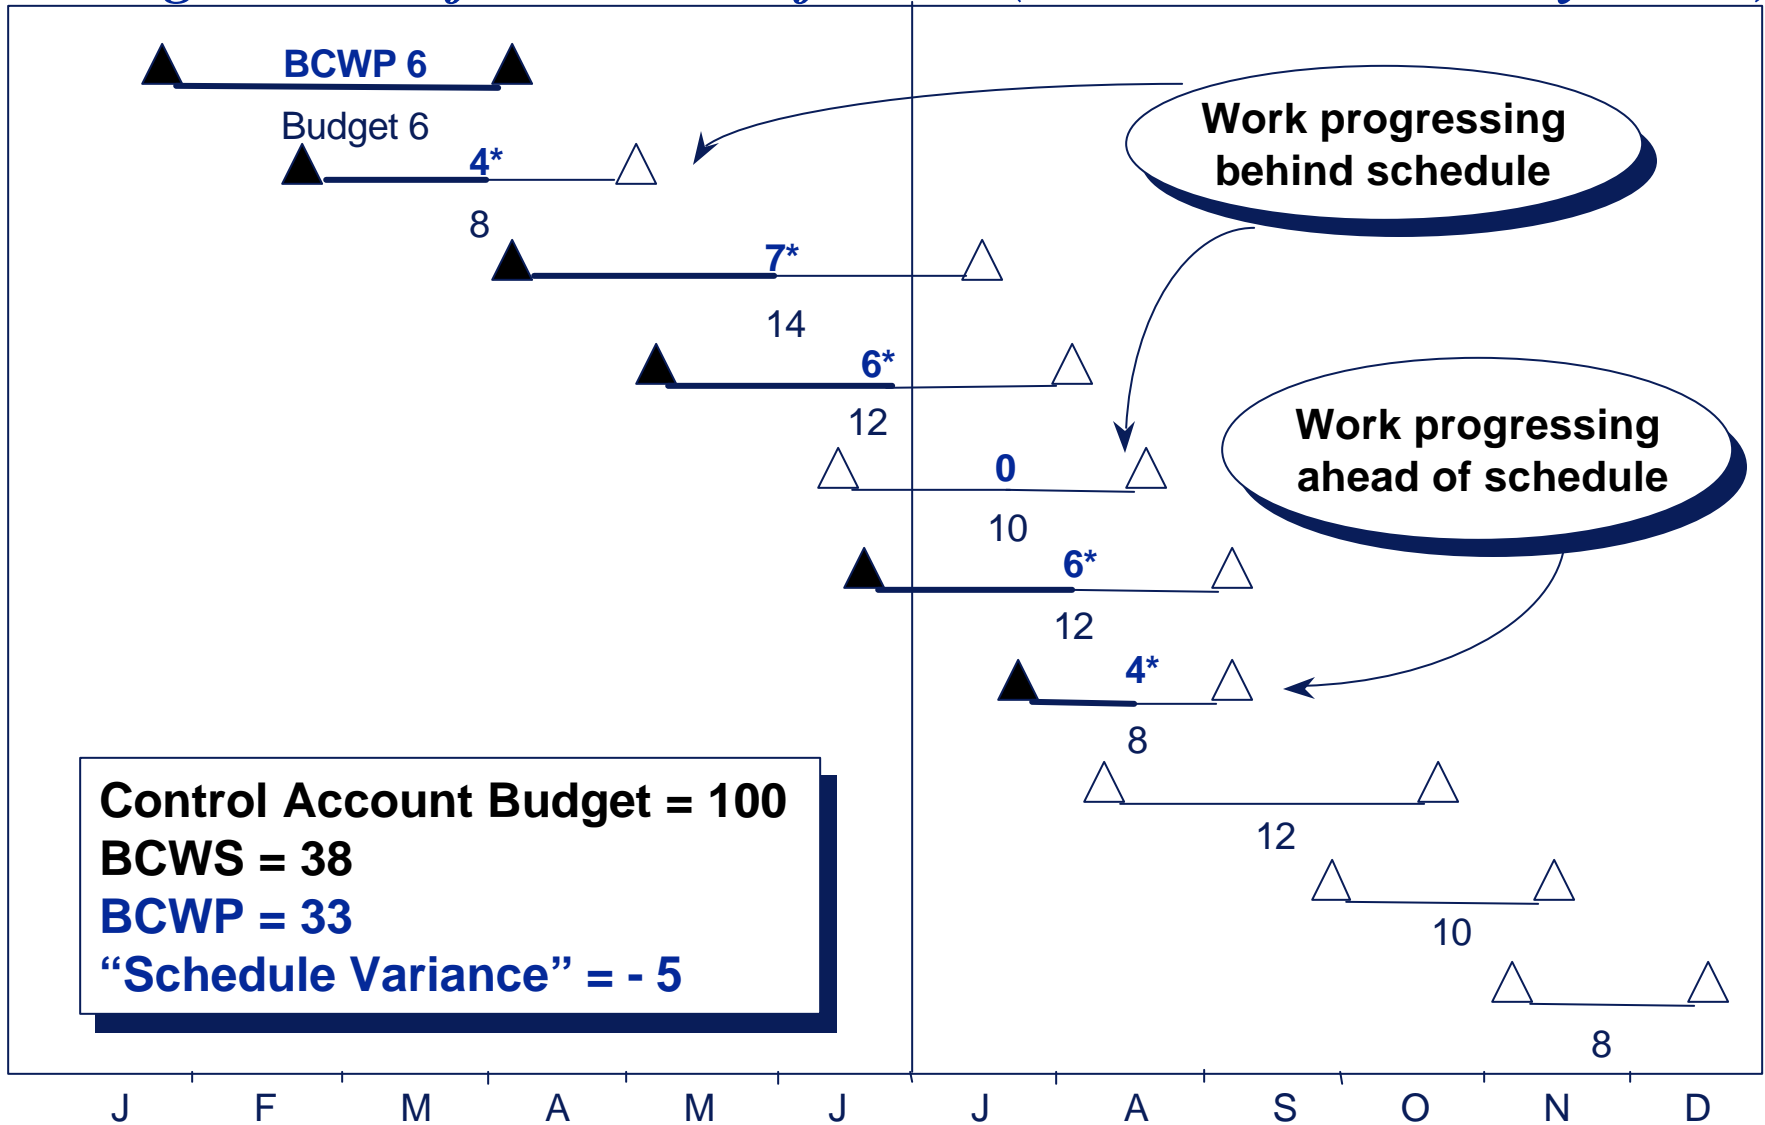 BCWP 6
Budget 6
4*
8
7*
14
6*
12
0
10
6*
12
4*
8
12
10
8
Work progressing
behind schedule
Work progressing
ahead of schedule
Control Account Budget = 100
BCWS = 38
BCWP = 33
“Schedule Variance” = - 5
J F M A M J J A S O N D